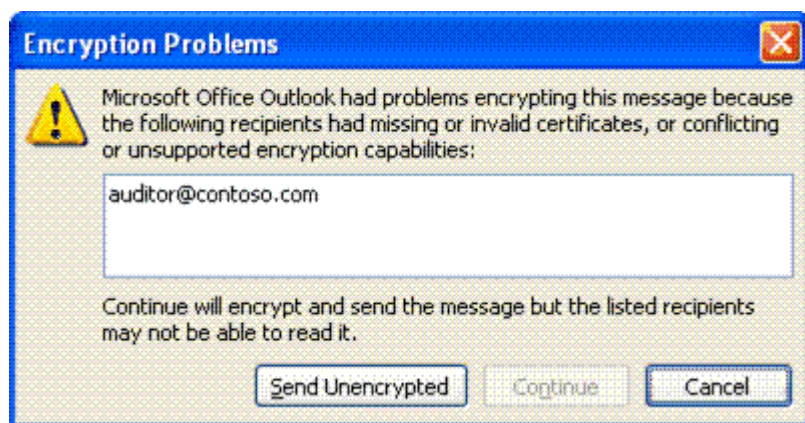 Encryption Problems
Microsoft Office Outlook had problems encrypting this message because
the following recipients had missing or invalid certificates, or conflicting
or unsupported encryption capabilities:
auditor@contoso.com
Continue will encrypt and send the message but the listed recipients
may not be able to read it.
Send Unencrypted
Continue
Cancel